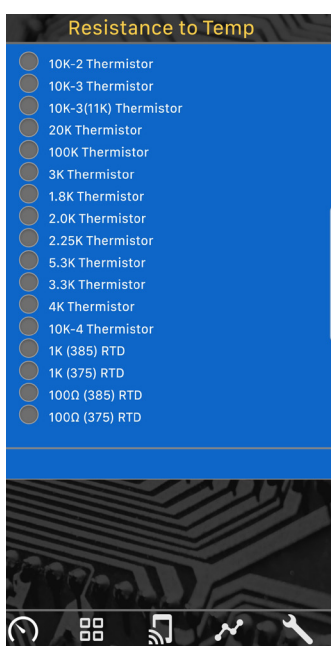 Resistance to Temp
10K-2 Thermistor
10K-3 Thermistor
10K-3(11K) Thermistor
20K Thermistor
100K Thermistor
3K Thermistor
1.8K Thermistor
2.0K Thermistor
2.25K Thermistor
5.3K Thermistor
3.3K Thermistor
4K Thermistor
10K-4 Thermistor
1K (385) RTD
1K (375) RTD
100Ω (385) RTD
100Ω (375) RTD